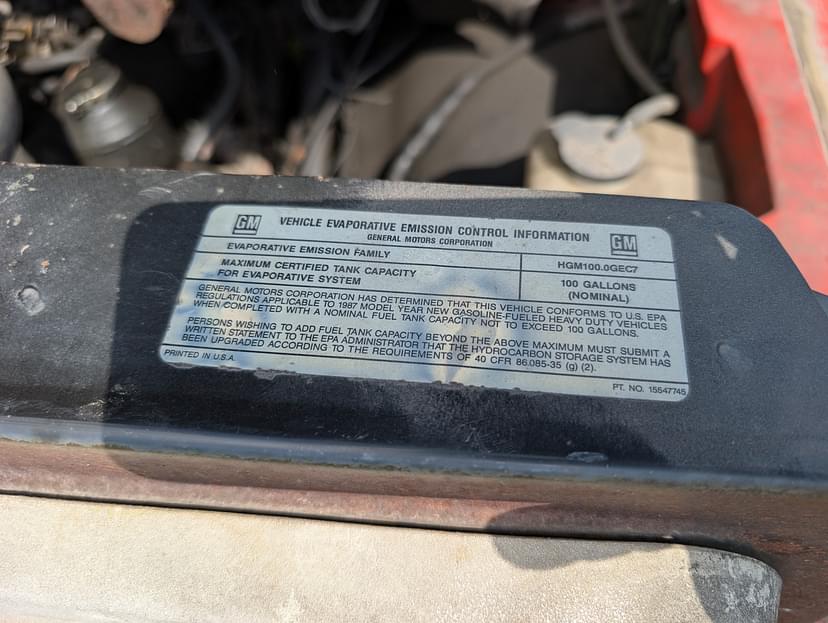 GM VEHICLE EVAPORATIVE EMISSION CONTROL INFORMATION GM
GENERAL MOTORS CORPORATION
EVAPORATIVE EMISSION FAMILY HGM100.0GEC7
MAXIMUM CERTIFIED TANK CAPACITY 100 GALLONS
FOR EVAPORATIVE SYSTEM (NOMINAL)
GENERAL MOTORS CORPORATION HAS DETERMINED THAT THIS VEHICLE CONFORMS TO U.S. EPA
REGULATIONS APPLICABLE TO 1987 MODEL YEAR NEW GASOLINE-FUELED HEAVY DUTY VEHICLES
WHEN COMPLETED WITH A NOMINAL FUEL TANK CAPACITY NOT TO EXCEED 100 GALLONS.
PERSONS WISHING TO ADD FUEL TANK CAPACITY BEYOND THE ABOVE MAXIMUM MUST SUBMIT A
WRITTEN STATEMENT TO THE EPA ADMINISTRATOR THAT THE HYDROCARBON STORAGE SYSTEM HAS
BEEN UPGRADED ACCORDING TO THE REQUIREMENTS OF 40 CFR 86.085-35 (g) (2).
PRINTED IN U.S.A. PT. NO. 15547745